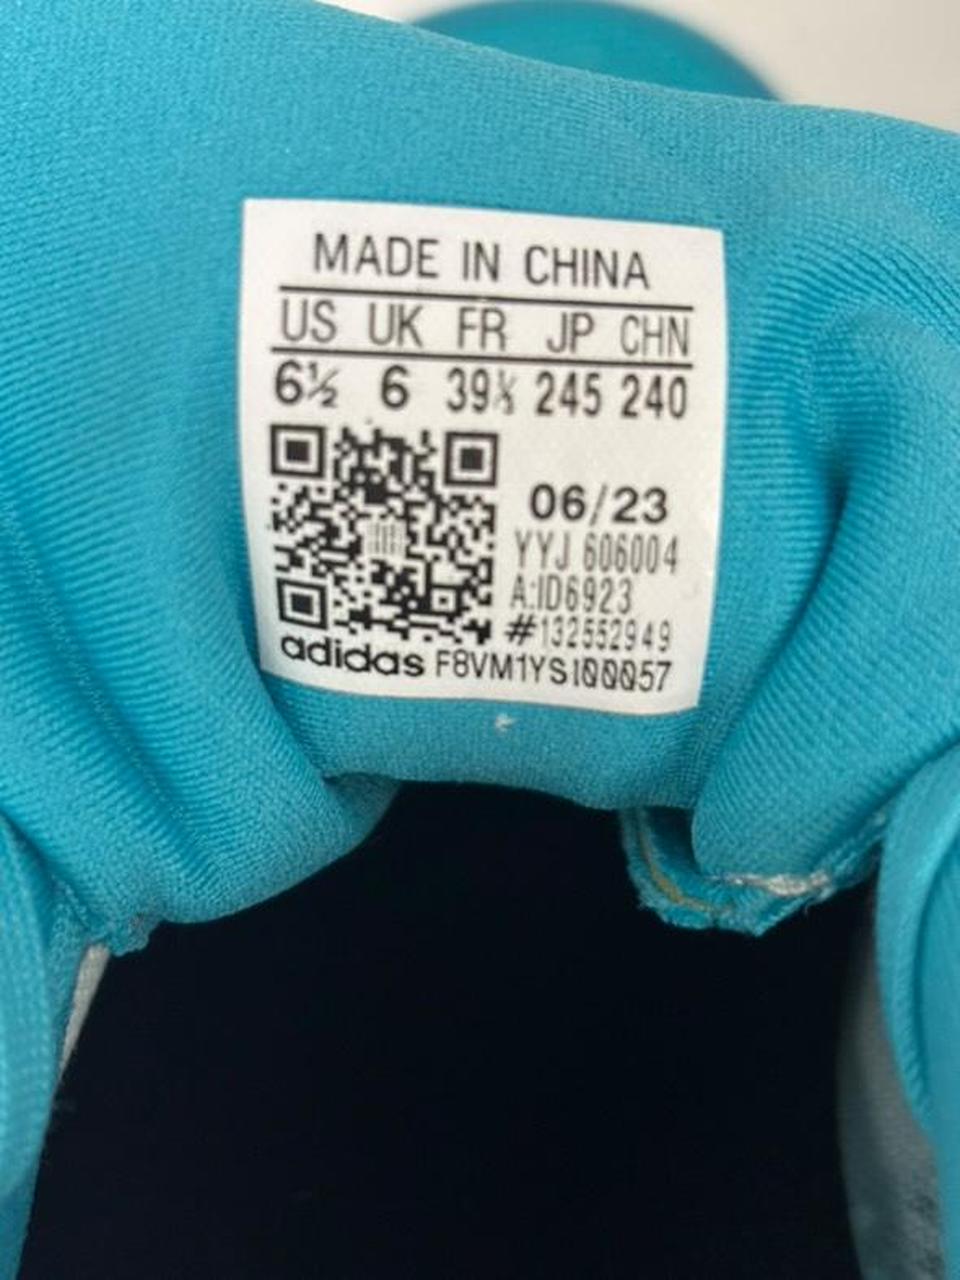 MADE IN CHINA
US UK FR JP CHN
6½ 6 39⅓ 245 240
06/23
YYJ 606004
A:ID6923
#132552949
adidas F8VM1YS100057